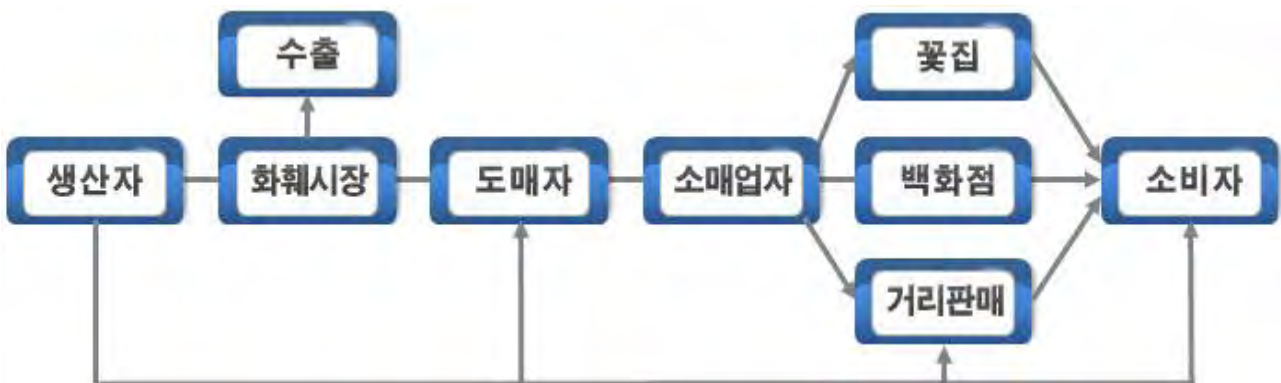 수출
꽃집
생산자
화훼시장
도매자
소매업자
백화점
소비자
거리판매